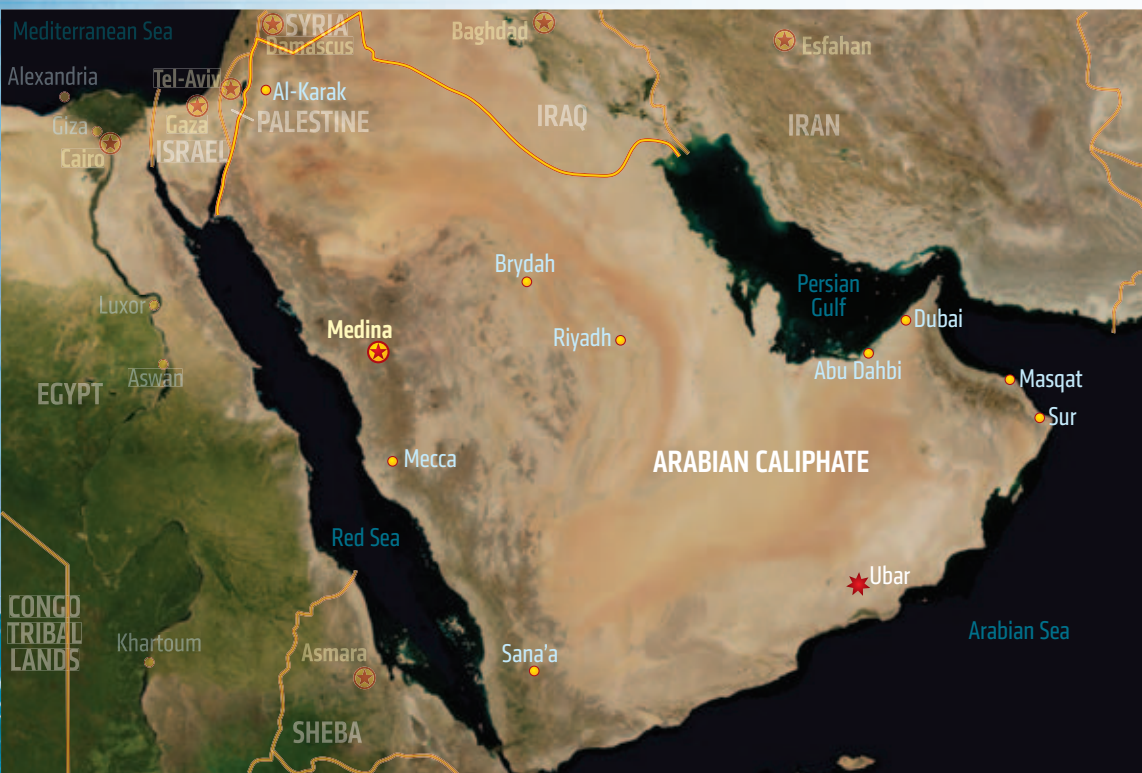 Mediterranean Sea
SYRIA
Damascus
Baghdad
Esfahan
Alexandria
Tel-Aviv
Al-Karak
Giza
Gaza
PALESTINE
IRAQ
IRAN
Cairo
ISRAEL
Brydah
Persian
Gulf
Luxor
Medina
Riyadh
Dubai
Abu Dahbi
Aswan
EGYPT
Masqat
Sur
Mecca
ARABIAN CALIPHATE
Red Sea
Ubar
CONGO
TRIBAL
LANDS
Khartoum
Asmara
Sana'a
Arabian Sea
SHEBA